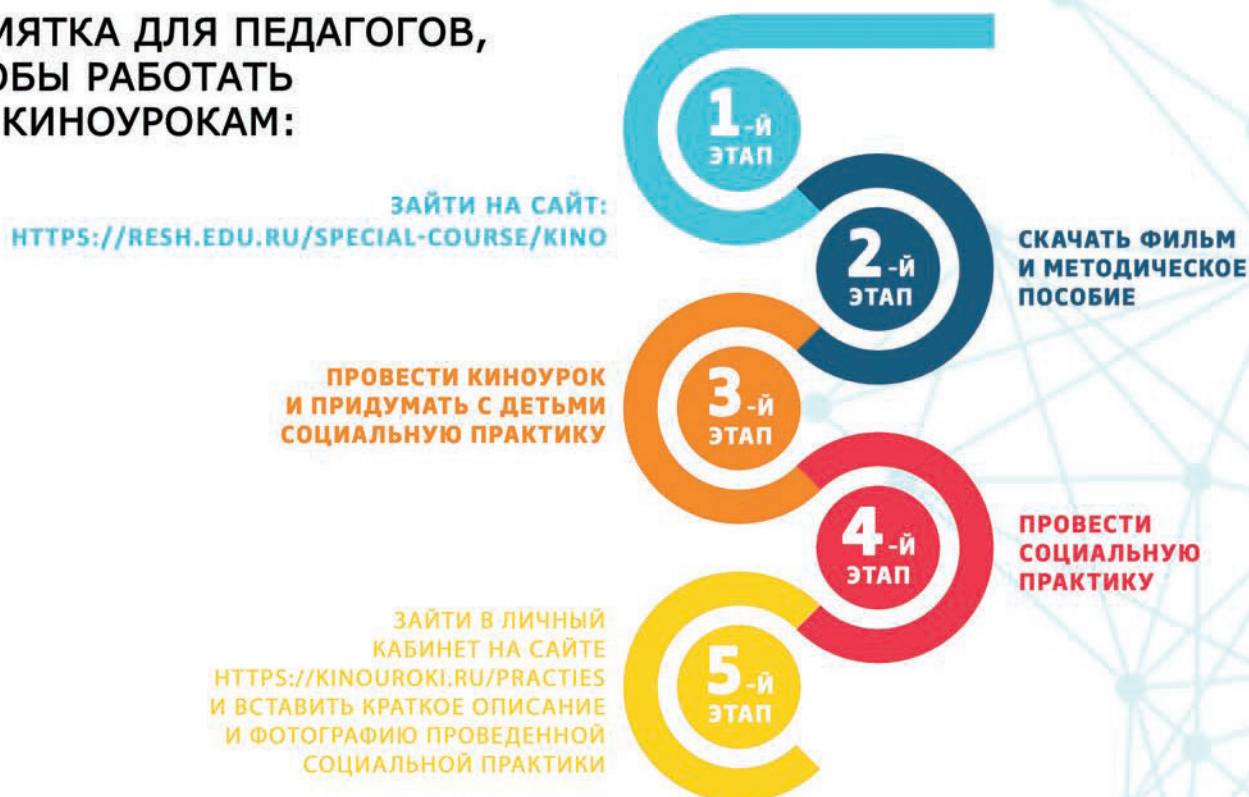 МЯТКА ДЛЯ ПЕДАГОГОВ,
ОБЫ РАБОТАТЬ
КИНОУРОКАМ:
1-й
ЭТАП
ЗАЙТИ НА САЙТ:
HTTPS://RESH.EDU.RU/SPECIAL-COURSE/KINO
2-й
ЭТАП
СКАЧАТЬ ФИЛЬМ
И МЕТОДИЧЕСКОЕ
ПОСОБИЕ
3-й
ЭТАП
ПРОВЕСТИ КИНОУРОК
И ПРИДУМАТЬ С ДЕТЬМИ
СОЦИАЛЬНУЮ ПРАКТИКУ
4-й
ЭТАП
ПРОВЕСТИ
СОЦИАЛЬНУЮ
ПРАКТИКУ
5-й
ЭТАП
ЗАЙТИ В ЛИЧНЫЙ
КАБИНЕТ НА САЙТЕ
HTTPS://KINOUROKI.RU/PRACTIES
И ВСТАВИТЬ КРАТКОЕ ОПИСАНИЕ
И ФОТОГРАФИЮ ПРОВЕДЕННОЙ
СОЦИАЛЬНОЙ ПРАКТИКИ